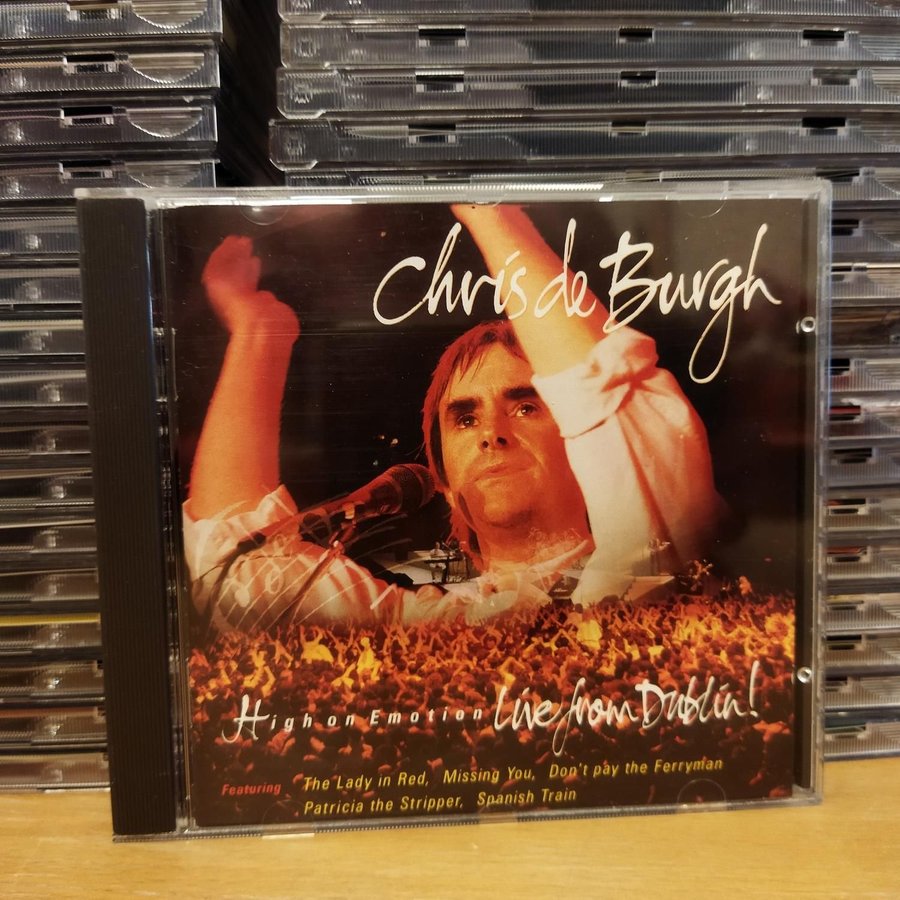 Chris de Burgh
High on Emotion Live from Dublin!
Featuring The Lady in Red, Missing You, Don't pay the Ferryman
Patricia the Stripper, Spanish Train